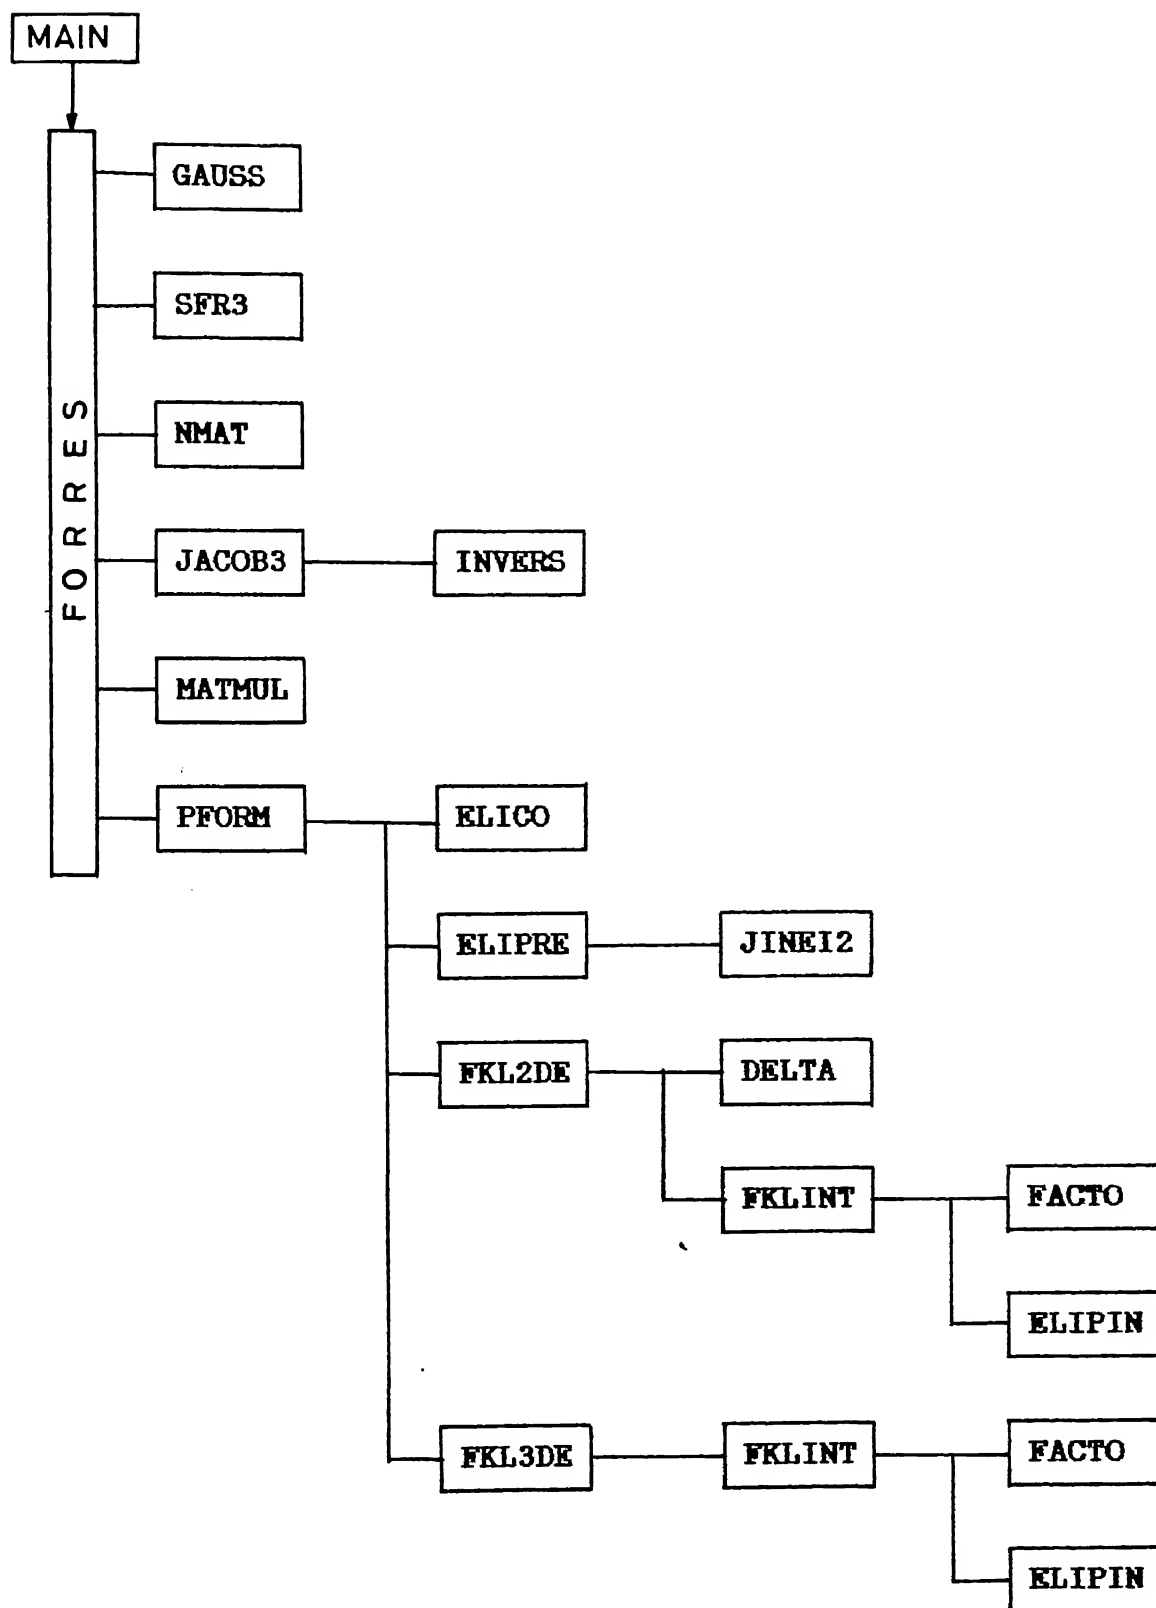 MAIN
FORRES
GAUSS
SFR3
NMAT
JACOB3
INVERS
MATMUL
PFORM
ELICO
ELIPRE
JINEI2
FKL2DE
DELTA
FKLINT
FACTO
ELIPIN
FKL3DE
FKLINT
FACTO
ELIPIN